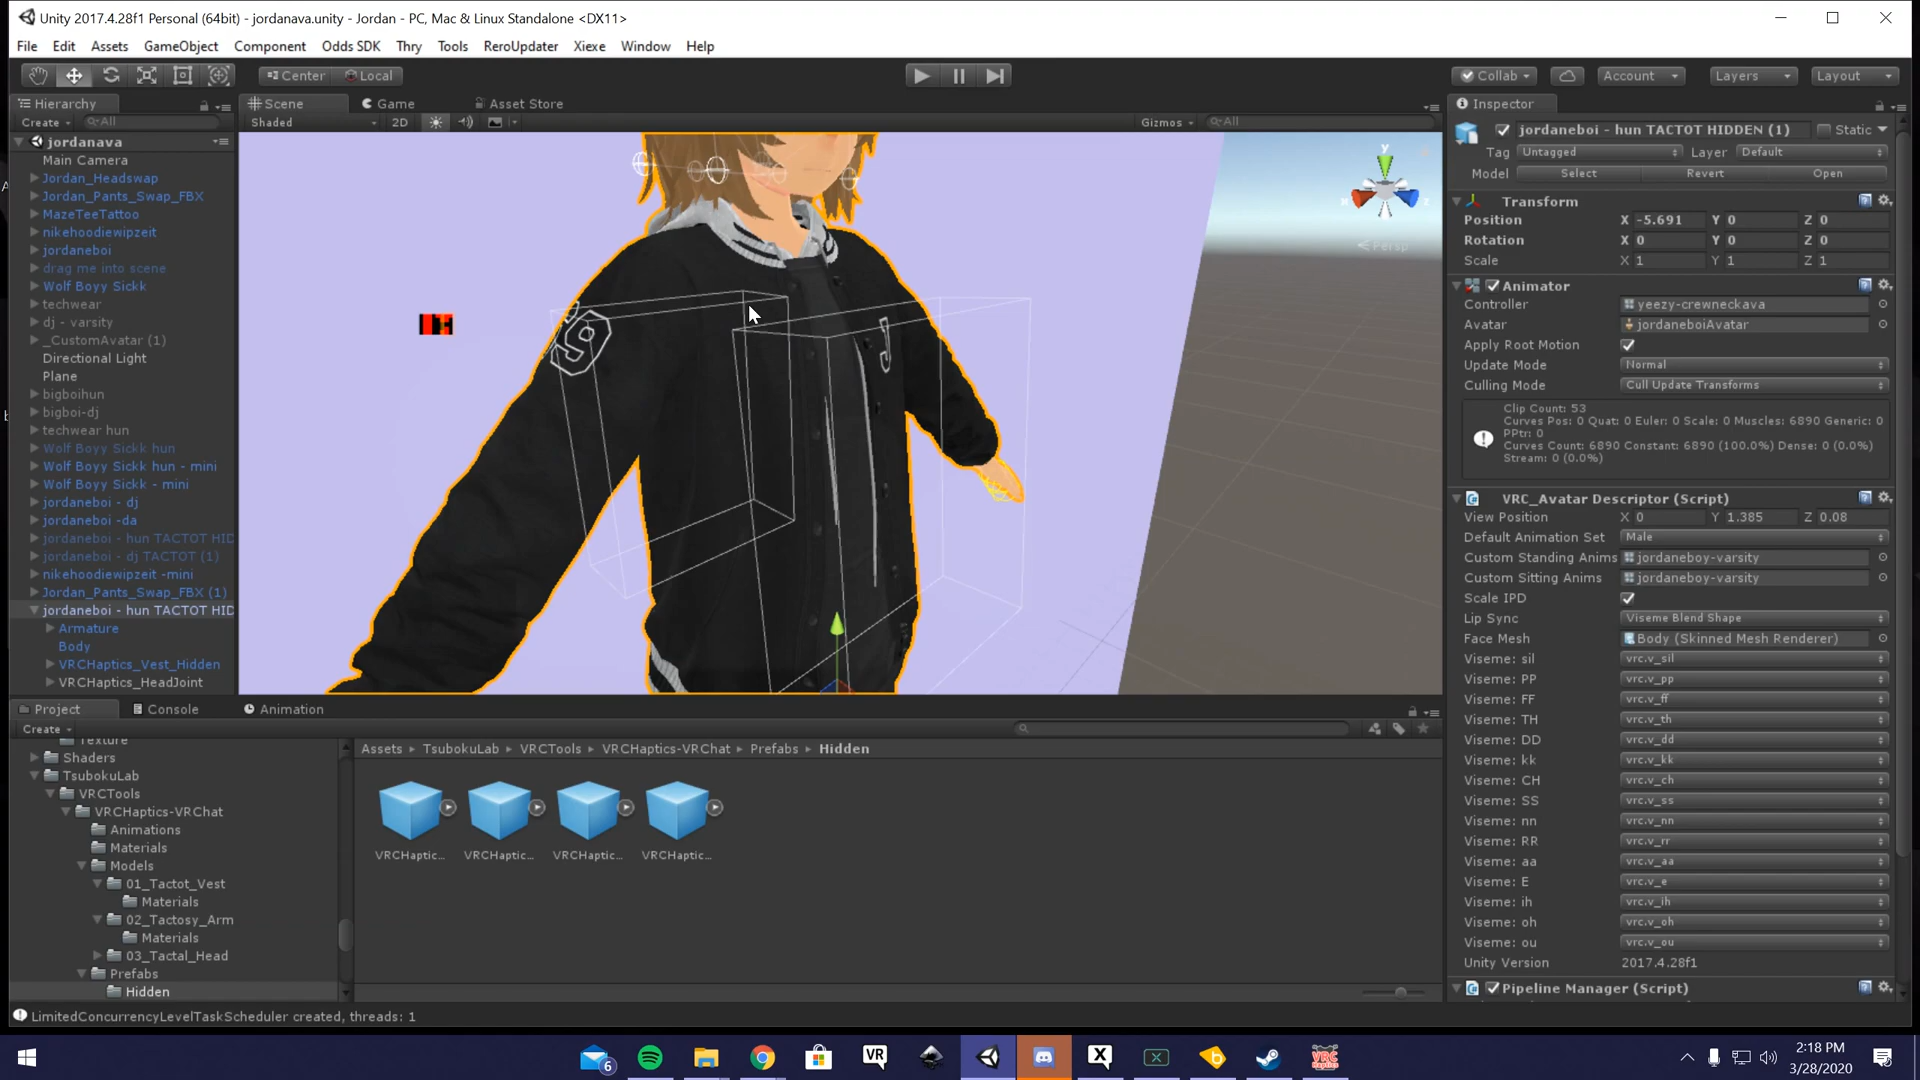 Unity 2017.4.28f1 Personal (64bit) - jordanava.unity - Jordan - PC, Mac & Linux Standalone <DX11>
File Edit Assets GameObject Component Odds SDK Thry Tools ReroUpdater Xiexe Window Help
Center Local
Collab Account Layers Layout
Hierarchy
Create All
jordanava
Main Camera
Jordan_Headswap
Jordan_Pants_Swap_FBX
MazeTeeTattoo
nikehoodiewipzeit
jordaneboi
drag me into scene
Wolf Boyy Sickk
techwear
dj - varsity
_CustomAvatar (1)
Directional Light
Plane
bigboihun
bigboi-dj
techwear hun
Wolf Boyy Sickk hun
Wolf Boyy Sickk hun - mini
Wolf Boyy Sickk - mini
jordaneboi - dj
jordaneboi -da
jordaneboi - hun TACTOT HID
jordaneboi - dj TACTOT (1)
nikehoodiewipzeit -mini
Jordan_Pants_Swap_FBX (1)
jordaneboi - hun TACTOT HID
Armature
Body
VRCHaptics_Vest_Hidden
VRCHaptics_HeadJoint
Scene Game Asset Store
Shaded 2D Gizmos All
y
z
Persp
9
J
Inspector
jordaneboi - hun TACTOT HIDDEN (1) Static
Tag Untagged Layer Default
Model Select Revert Open
Transform
Position X -5.691 Y 0 Z 0
Rotation X 0 Y 0 Z 0
Scale X 1 Y 1 Z 1
Animator
Controller yeezy-crewneckava
Avatar jordaneboiAvatar
Apply Root Motion
Update Mode Normal
Culling Mode Cull Update Transforms
Clip Count: 53
Curves Pos: 0 Quat: 0 Euler: 0 Scale: 0 Muscles: 6890 Generic: 0
PPtr: 0
Curves Count: 6890 Constant: 6890 (100.0%) Dense: 0 (0.0%)
Stream: 0 (0.0%)
VRC_Avatar Descriptor (Script)
View Position X 0 Y 1.385 Z 0.08
Default Animation Set Male
Custom Standing Anims jordaneboy-varsity
Custom Sitting Anims jordaneboy-varsity
Scale IPD
Lip Sync Viseme Blend Shape
Face Mesh Body (Skinned Mesh Renderer)
Viseme: sil vrc.v_sil
Viseme: PP vrc.v_pp
Viseme: FF vrc.v_ff
Viseme: TH vrc.v_th
Viseme: DD vrc.v_dd
Viseme: kk vrc.v_kk
Viseme: CH vrc.v_ch
Viseme: SS vrc.v_ss
Viseme: nn vrc.v_nn
Viseme: RR vrc.v_rr
Viseme: aa vrc.v_aa
Viseme: E vrc.v_e
Viseme: ih vrc.v_ih
Viseme: oh vrc.v_oh
Viseme: ou vrc.v_ou
Unity Version 2017.4.28f1
Pipeline Manager (Script)
Project Console Animation
Create
Texture
Shaders
TsubokuLab
VRCTools
VRCHaptics-VRChat
Animations
Materials
Models
01_Tactot_Vest
Materials
02_Tactosy_Arm
Materials
03_Tactal_Head
Prefabs
Hidden
Assets TsubokuLab VRCTools VRCHaptics-VRChat Prefabs Hidden
VRCHaptic... VRCHaptic... VRCHaptic... VRCHaptic...
LimitedConcurrencyLevelTaskScheduler created, threads: 1
6
VR
X
X
VRC
2:18 PM
3/28/2020